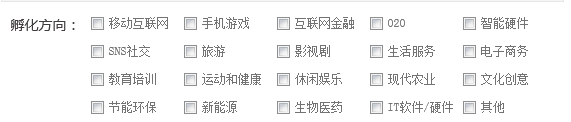 孵化方向： 移动互联网 手机游戏 互联网金融 O2O 智能硬件
SNS社交 旅游 影视剧 生活服务 电子商务
教育培训 运动和健康 休闲娱乐 现代农业 文化创意
节能环保 新能源 生物医药 IT软件/硬件 其他